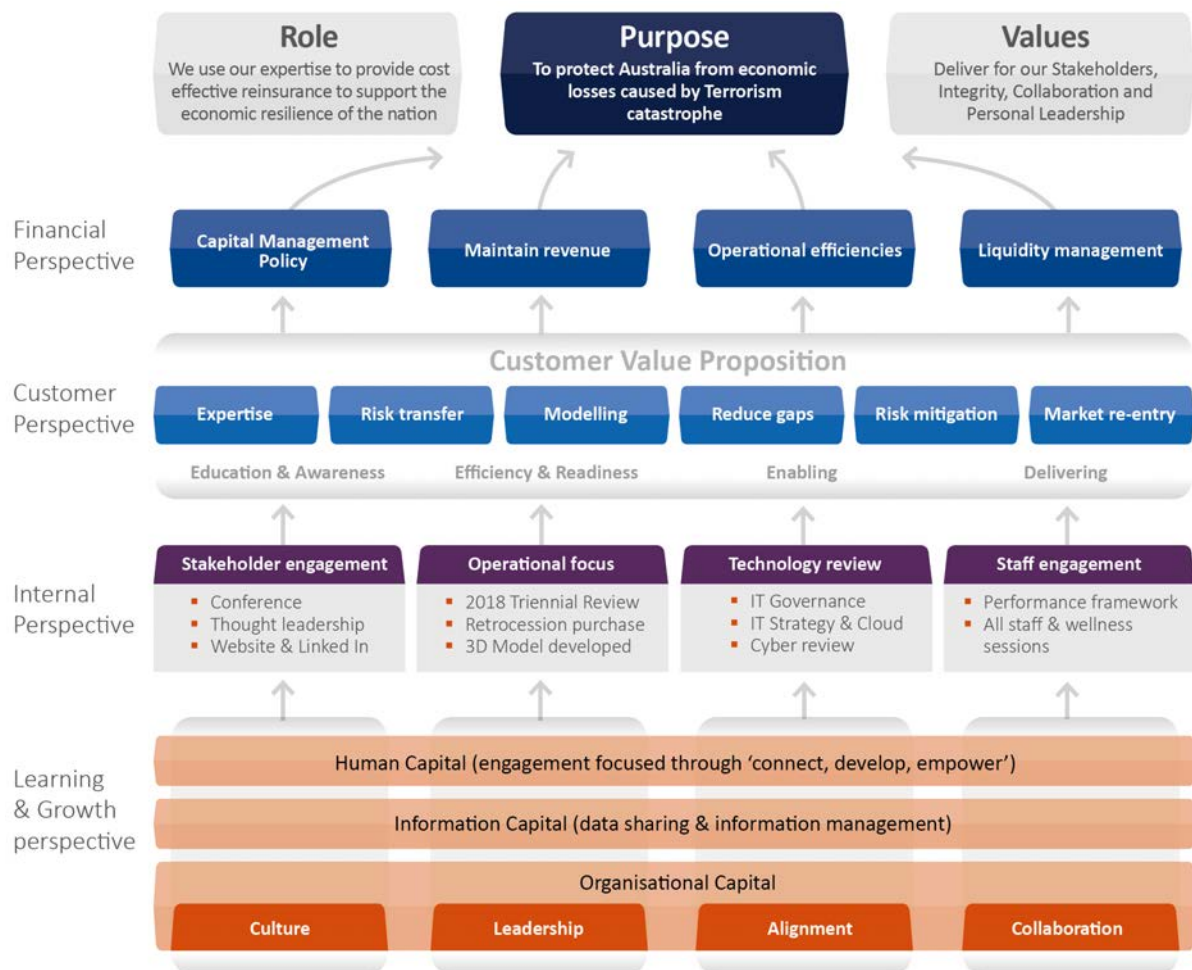 Role
We use our expertise to provide cost
effective reinsurance to support the
economic resilience of the nation
Purpose
To protect Australia from economic
losses caused by Terrorism
catastrophe
Values
Deliver for our Stakeholders,
Integrity, Collaboration and
Personal Leadership
Financial
Perspective
Capital Management
Policy
Maintain revenue
Operational efficiencies
Liquidity management
Customer Value Proposition
Customer
Perspective
Expertise
Risk transfer
Modelling
Reduce gaps
Risk mitigation
Market re-entry
Education & Awareness
Efficiency & Readiness
Enabling
Delivering
Internal
Perspective
Stakeholder engagement
▪ Conference
▪ Thought leadership
▪ Website & Linked In
Operational focus
▪ 2018 Triennial Review
▪ Retrocession purchase
▪ 3D Model developed
Technology review
▪ IT Governance
▪ IT Strategy & Cloud
▪ Cyber review
Staff engagement
▪ Performance framework
▪ All staff & wellness
sessions
Learning
& Growth
perspective
Human Capital (engagement focused through ‘connect, develop, empower’)
Information Capital (data sharing & information management)
Organisational Capital
Culture
Leadership
Alignment
Collaboration